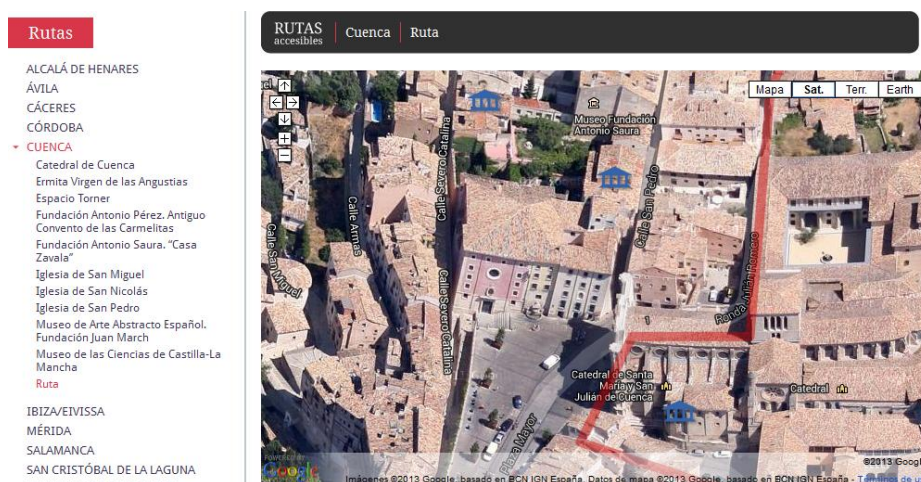 Rutas
ALCALÁ DE HENARES
ÁVILA
CÁCERES
CÓRDOBA
CUENCA
Catedral de Cuenca
Ermita Virgen de las Angustias
Espacio Torner
Fundación Antonio Pérez. Antiguo
Convento de las Carmelitas
Fundación Antonio Saura. “Casa
Zavala”
Iglesia de San Miguel
Iglesia de San Nicolás
Iglesia de San Pedro
Museo de Arte Abstracto Español.
Fundación Juan March
Museo de las Ciencias de Castilla-La
Mancha
Ruta
IBIZA/EIVISSA
MÉRIDA
SALAMANCA
SAN CRISTÓBAL DE LA LAGUNA
RUTAS
accesibles
Cuenca
Ruta
Mapa Sat. Terr. Earth
Museo Fundación
Antonio Saura
Calle Severo Catalina
Calle San Pedro
Calle Armas
Calle San Miguel
Ronda Julián Romero
Calle Severo Catalina
Catedral de Santa
María y San
Julián de Cuenca
Catedral
Plaza Mayor
POWERED BY
Google
©2013 Googl
Imágenes ©2013 Google, basado en BCN IGN España, Datos de mapa ©2013 Google, basado en BCN IGN España - Términos de u